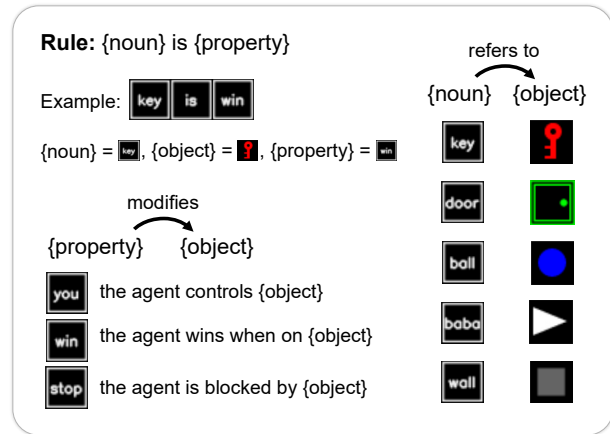 Rule: {noun} is {property}
Example: key is win
{noun} = key, {object} = , {property} = win
modifies
{property} {object}
you the agent controls {object}
win the agent wins when on {object}
stop the agent is blocked by {object}
refers to
{noun} {object}
key
door
ball
baba
wall